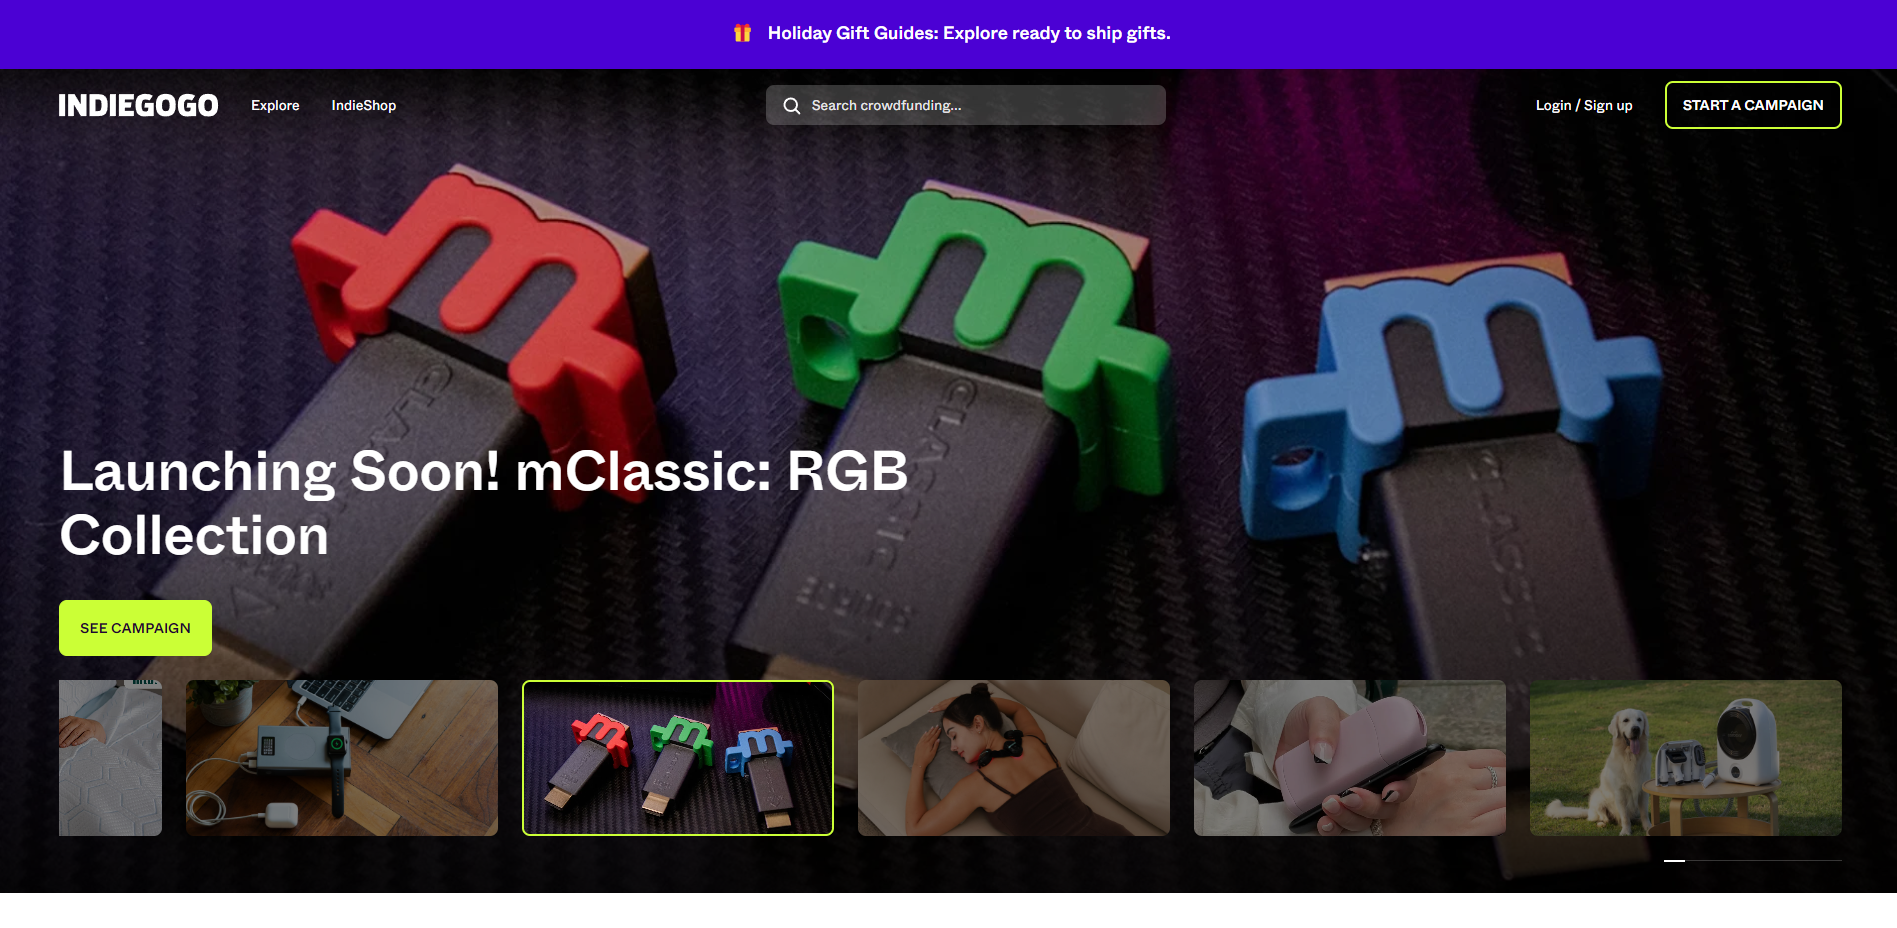 Holiday Gift Guides: Explore ready to ship gifts.
INDIEGOGO
Explore
IndieShop
Search crowdfunding...
Login / Sign up
START A CAMPAIGN
CLASSIC
Launching Soon! mClassic: RGB
Collection
SEE CAMPAIGN